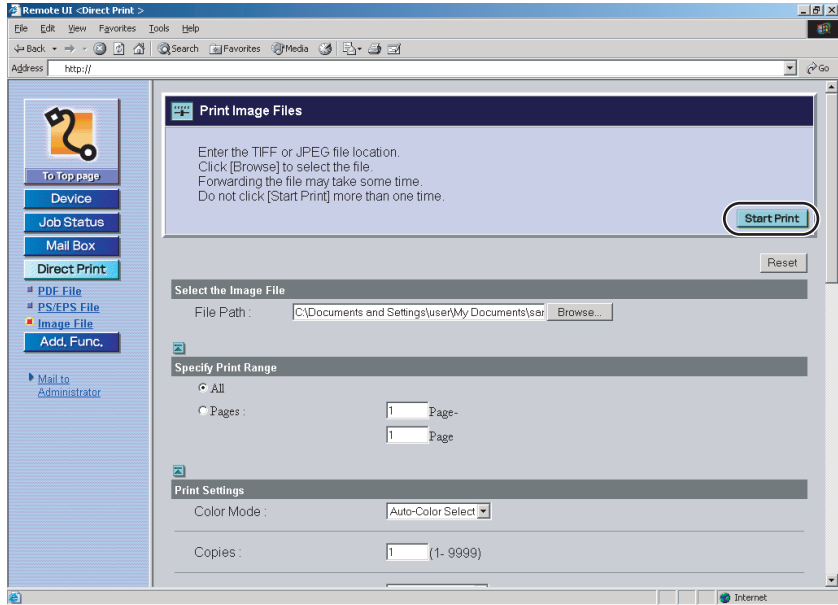 Remote UI <Direct Print >
File Edit View Favorites Tools Help
Back Search Favorites Media
Address http:// Go
To Top page
Device
Job Status
Mail Box
Direct Print
PDF File
PS/EPS File
Image File
Add. Func.
Mail to
Administrator
Print Image Files
Enter the TIFF or JPEG file location.
Click [Browse] to select the file.
Forwarding the file may take some time.
Do not click [Start Print] more than one time.
Start Print
Reset
Select the Image File
File Path : C:\Documents and Settings\user\My Documents\sar Browse...
Specify Print Range
All
Pages : 1 Page-
1 Page
Print Settings
Color Mode : Auto-Color Select
Copies : 1 (1- 9999)
Internet